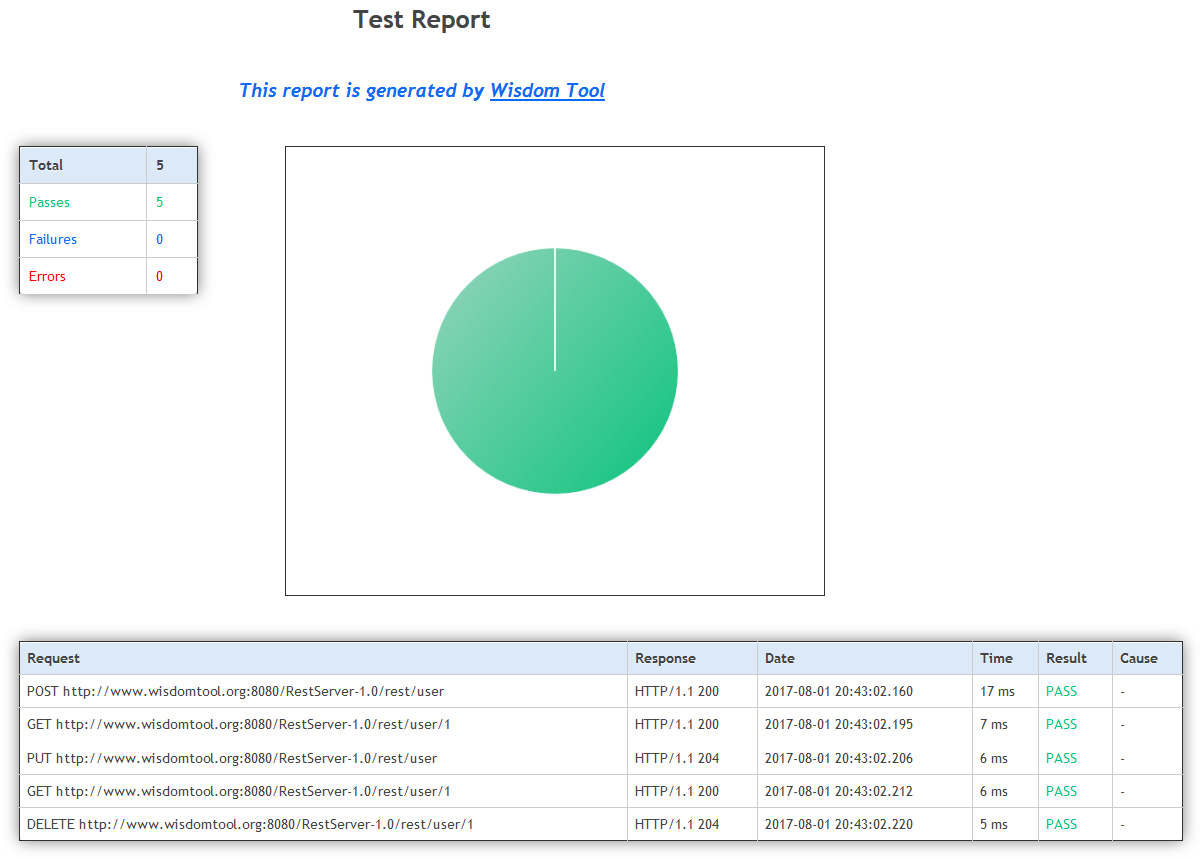 Test Report
This report is generated by Wisdom Tool
Total 5
Passes 5
Failures 0
Errors 0
Request Response Date Time Result Cause
POST http://www.wisdomtool.org:8080/RestServer-1.0/rest/user HTTP/1.1 200 2017-08-01 20:43:02.160 17 ms PASS -
GET http://www.wisdomtool.org:8080/RestServer-1.0/rest/user/1 HTTP/1.1 200 2017-08-01 20:43:02.195 7 ms PASS -
PUT http://www.wisdomtool.org:8080/RestServer-1.0/rest/user HTTP/1.1 204 2017-08-01 20:43:02.206 6 ms PASS -
GET http://www.wisdomtool.org:8080/RestServer-1.0/rest/user/1 HTTP/1.1 200 2017-08-01 20:43:02.212 6 ms PASS -
DELETE http://www.wisdomtool.org:8080/RestServer-1.0/rest/user/1 HTTP/1.1 204 2017-08-01 20:43:02.220 5 ms PASS -